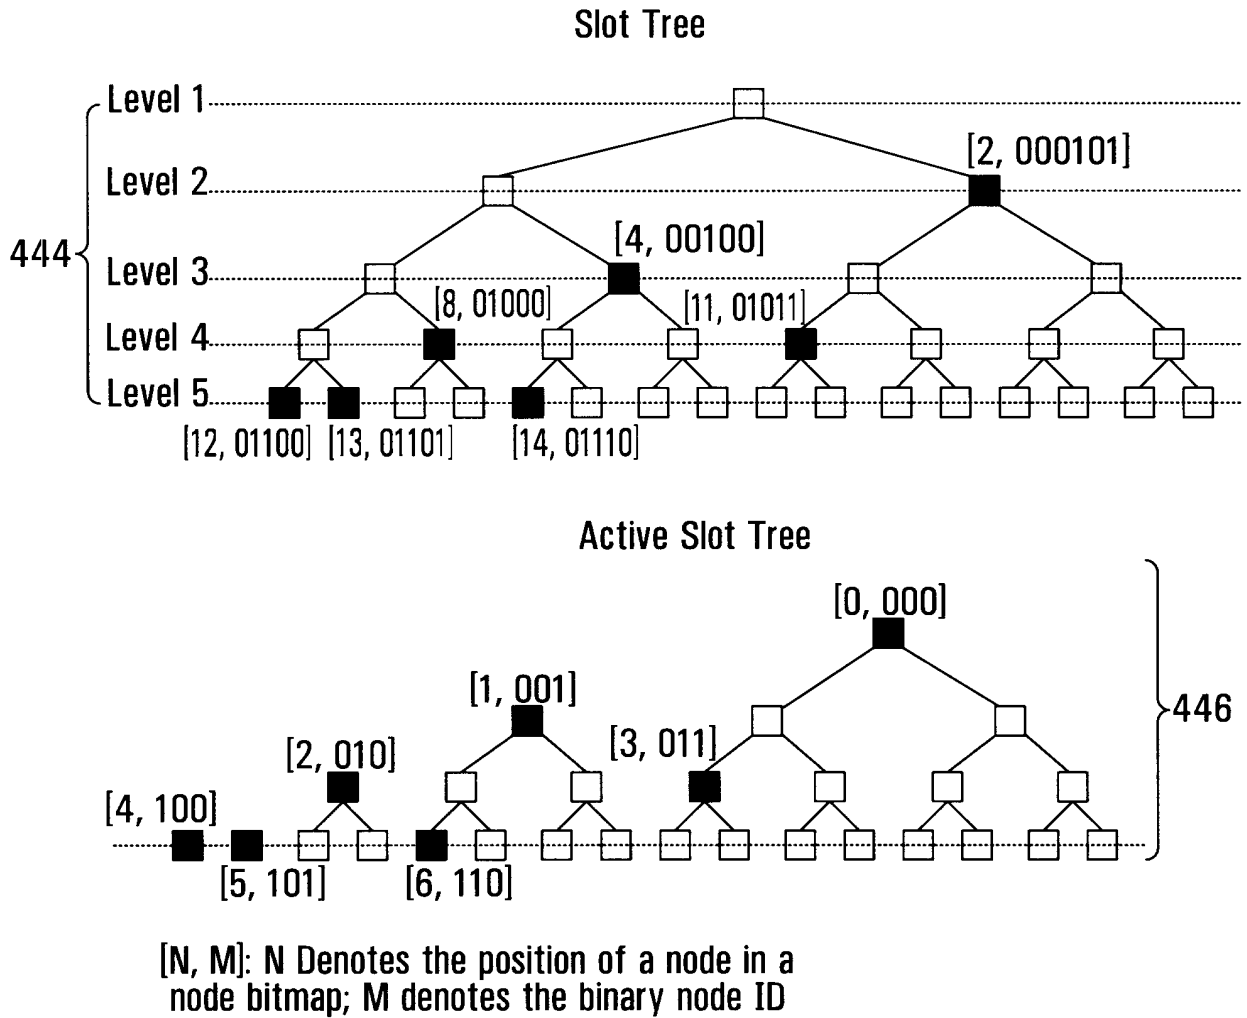 Slot Tree
Level 1
[2, 000101]
Level 2
[4, 00100]
444
Level 3
[8, 01000]
[11, 01011]
Level 4
Level 5
[12, 01100]
[13, 01101]
[14, 01110]
Active Slot Tree
[0, 000]
[1, 001]
446
[3, 011]
[2, 010]
[4, 100]
[5, 101]
[6, 110]
[N, M]: N Denotes the position of a node in a
node bitmap; M denotes the binary node ID